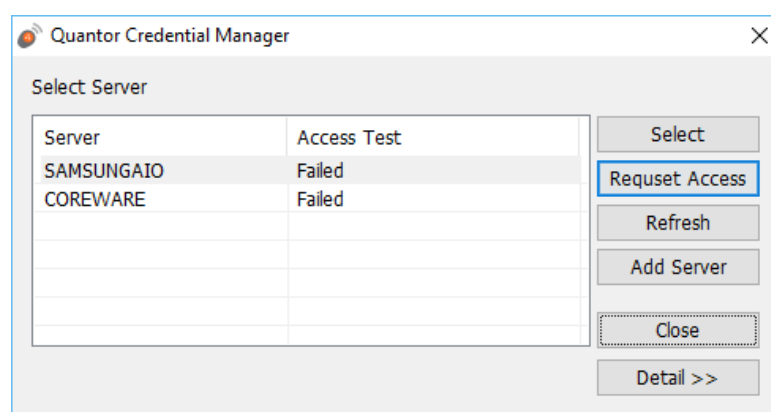 Quantor Credential Manager
Select Server
Server Access Test
SAMSUNGAIO Failed
COREWARE Failed
Select
Requset Access
Refresh
Add Server
Close
Detail >>